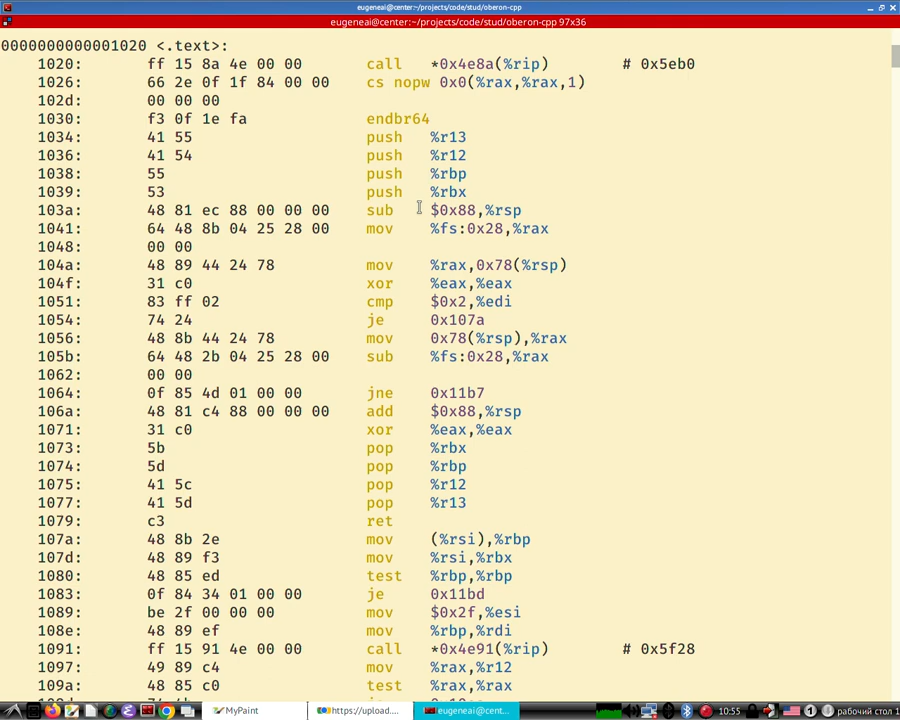 eugeneai@center:~/projects/code/stud/oberon-cpp
eugeneai@center:~/projects/code/stud/oberon-cpp 97x36
0000000000001020 <.text>:
1020: ff 15 8a 4e 00 00 call *0x4e8a(%rip) # 0x5eb0
1026: 66 2e 0f 1f 84 00 00 cs nopw 0x0(%rax,%rax,1)
102d: 00 00 00
1030: f3 0f 1e fa endbr64
1034: 41 55 push %r13
1036: 41 54 push %r12
1038: 55 push %rbp
1039: 53 push %rbx
103a: 48 81 ec 88 00 00 00 sub $0x88,%rsp
1041: 64 48 8b 04 25 28 00 mov %fs:0x28,%rax
1048: 00 00
104a: 48 89 44 24 78 mov %rax,0x78(%rsp)
104f: 31 c0 xor %eax,%eax
1051: 83 ff 02 cmp $0x2,%edi
1054: 74 24 je 0x107a
1056: 48 8b 44 24 78 mov 0x78(%rsp),%rax
105b: 64 48 2b 04 25 28 00 sub %fs:0x28,%rax
1062: 00 00
1064: 0f 85 4d 01 00 00 jne 0x11b7
106a: 48 81 c4 88 00 00 00 add $0x88,%rsp
1071: 31 c0 xor %eax,%eax
1073: 5b pop %rbx
1074: 5d pop %rbp
1075: 41 5c pop %r12
1077: 41 5d pop %r13
1079: c3 ret
107a: 48 8b 2e mov (%rsi),%rbp
107d: 48 89 f3 mov %rsi,%rbx
1080: 48 85 ed test %rbp,%rbp
1083: 0f 84 34 01 00 00 je 0x11bd
1089: be 2f 00 00 00 mov $0x2f,%esi
108e: 48 89 ef mov %rbp,%rdi
1091: ff 15 91 4e 00 00 call *0x4e91(%rip) # 0x5f28
1097: 49 89 c4 mov %rax,%r12
109a: 48 85 c0 test %rax,%rax
MyPaint https://upload.... eugeneai@cent... 10:55 1 рабочий стол 1